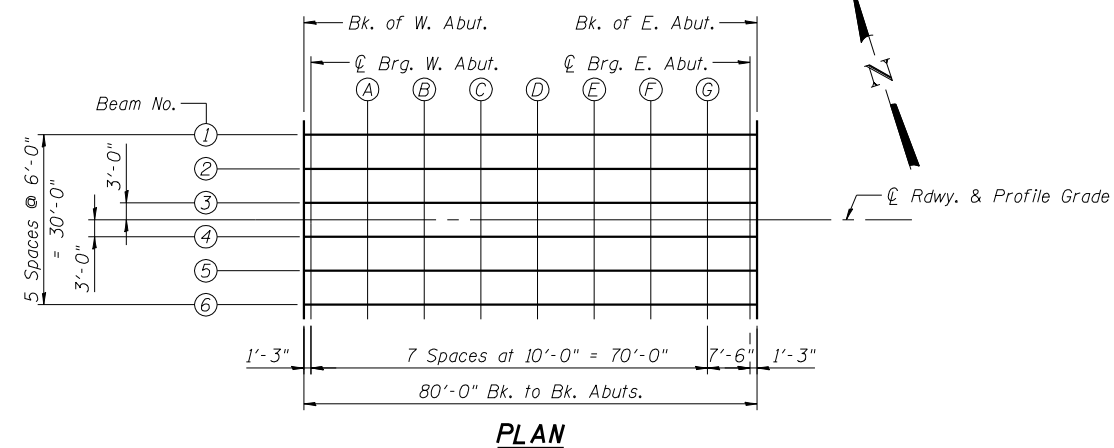 Bk. of W. Abut.
Bk. of E. Abut.
℄ Brg. W. Abut.
℄ Brg. E. Abut.
A B C D E F G
N
Beam No.
1
2
3
4
5
6
5 Spaces @ 6'-0"
= 30'-0"
3'-0"
3'-0"
℄ Rdwy. & Profile Grade
1'-3"
7 Spaces at 10'-0" = 70'-0"
7'-6"
1'-3"
80'-0" Bk. to Bk. Abuts.
PLAN